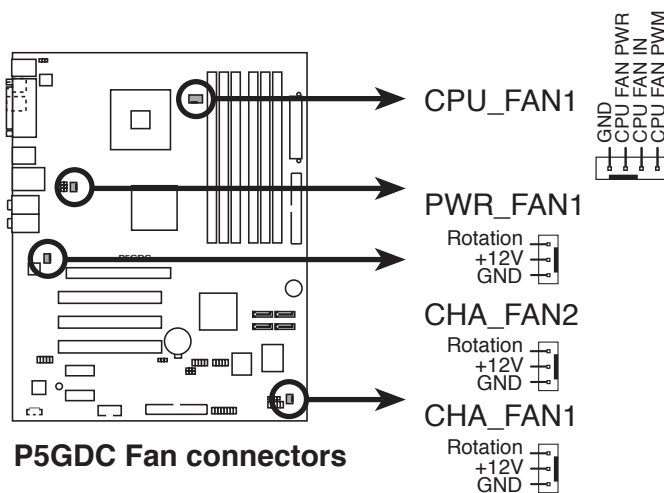 GND
CPU FAN PWR
CPU FAN IN
CPU FAN PWM
CPU_FAN1
PWR_FAN1
Rotation
+12V
GND
P5GDC
CHA_FAN2
Rotation
+12V
GND
CHA_FAN1
Rotation
+12V
GND
P5GDC Fan connectors